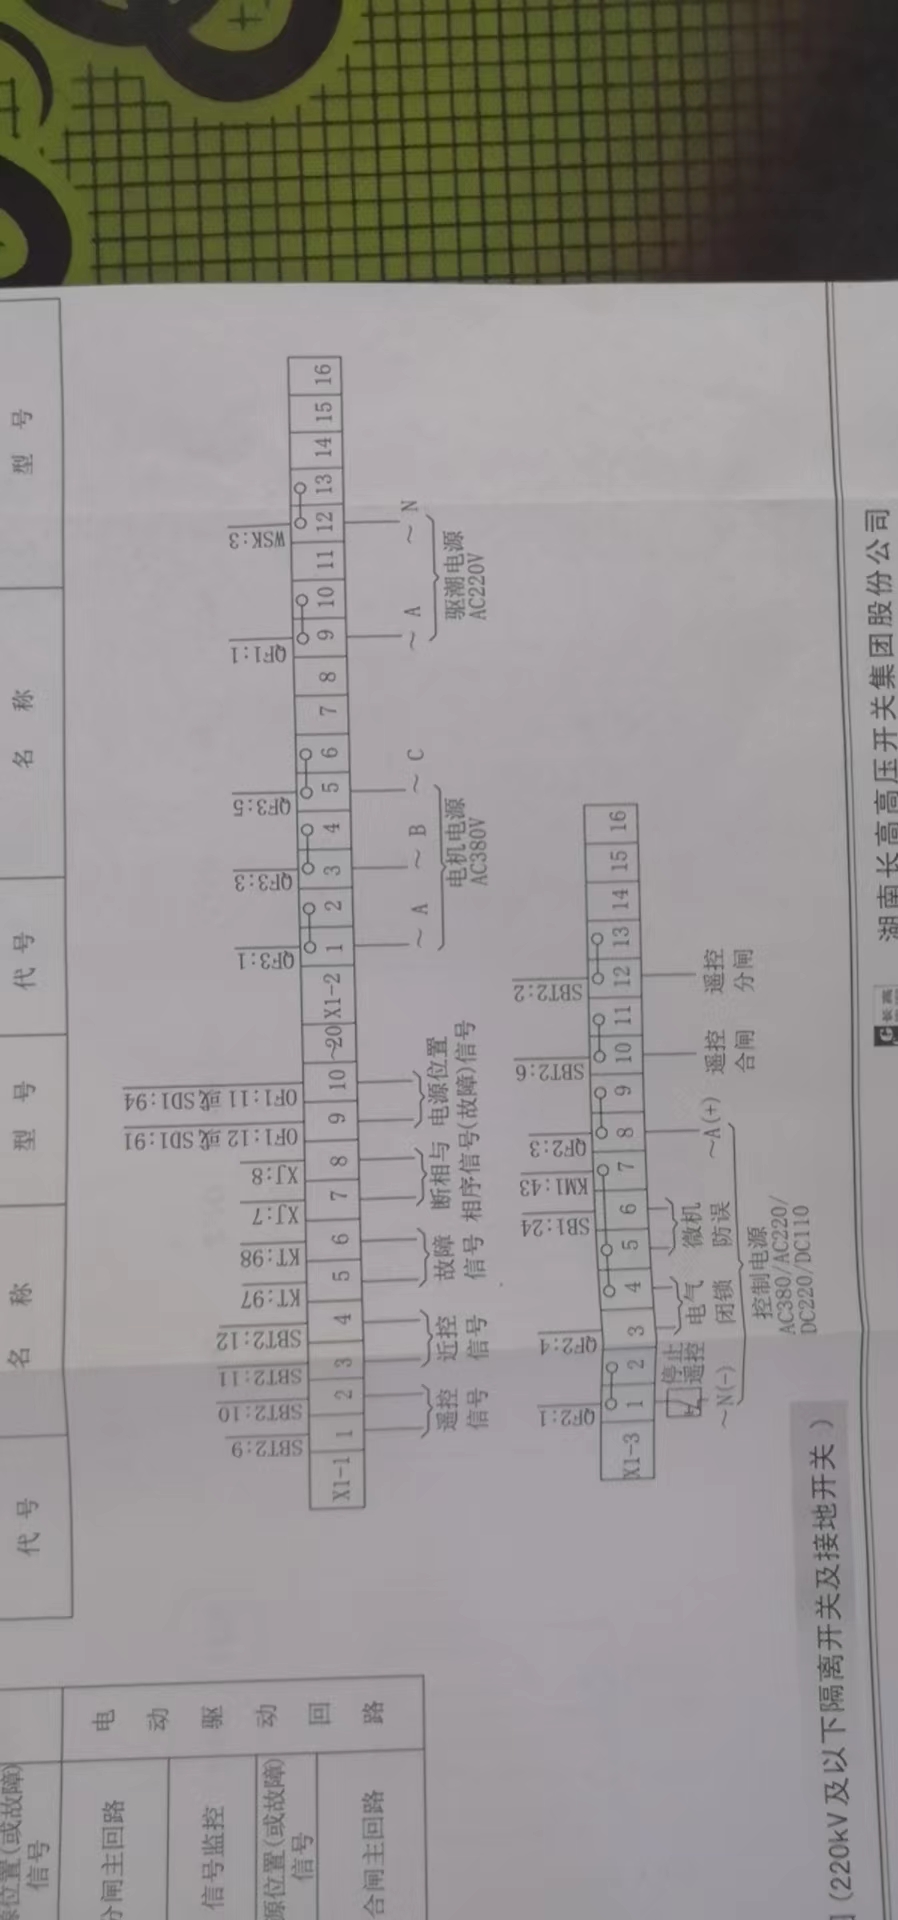 代号
名称
型号
代号
名称
型号
SBT2:9
SBT2:10
SBT2:11
SBT2:12
KT:97
KT:98
XJ:7
XJ:8
OF1:12 或 SD1:91
OF1:11 或 SD1:94
QF3:1
QF3:3
QF3:5
QF1:1
WSK:3
X1-1 1 2 3 4 5 6 7 8 9 10 ~20 X1-2 1 2 3 4 5 6 7 8 9 10 11 12 13 14 15 16
遥控
信号
近控
信号
故障
信号
断相与
相序信号
电源位置
(故障)信号
~ A ~ B ~ C
电机电源
AC380V
~ A ~ N
驱潮电源
AC220V
QF2:1
QF2:4
SB1:24
KM1:43
QF2:3
SBT2:6
SBT2:2
X1-3 1 2 3 4 5 6 7 8 9 10 11 12 13 14 15 16
停止
遥控
电气
闭锁
微机
防误
~N(-) ~A(+)
控制电源
AC380/AC220/
DC220/DC110
遥控
合闸
遥控
分闸
源位置(或故障)
信号
分闸主回路
信号监控
源位置(或故障)
信号
合闸主回路
电动驱动回路
(220kV及以下隔离开关及接地开关)
长高
湖南长高高压开关集团股份公司